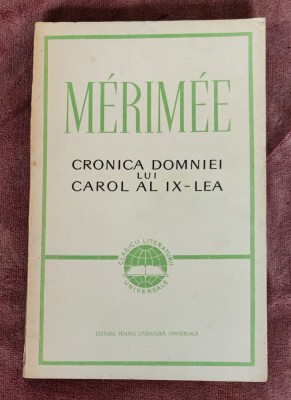 MÉRIMÉE
CRONICA DOMNIEI
LUI
CAROL AL IX-LEA
CLASICII LITERATURII
UNIVERSALE
EDITURA PENTRU LITERATURĂ UNIVERSALĂ